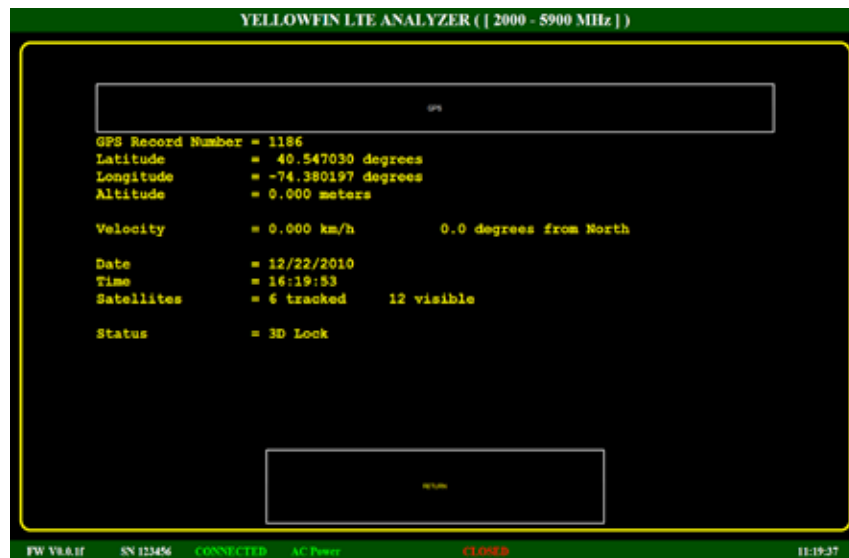 YELLOWFIN LTE ANALYZER ( [ 2000 - 5900 MHz ] )
GPS
GPS Record Number = 1186
Latitude = 40.547030 degrees
Longitude = -74.380197 degrees
Altitude = 0.000 meters
Velocity = 0.000 km/h 0.0 degrees from North
Date = 12/22/2010
Time = 16:19:53
Satellites = 6 tracked 12 visible
Status = 3D Lock
RETURN
FW V0.0.1f SN 123456 CONNECTED AC Power CLOSED 11:19:37